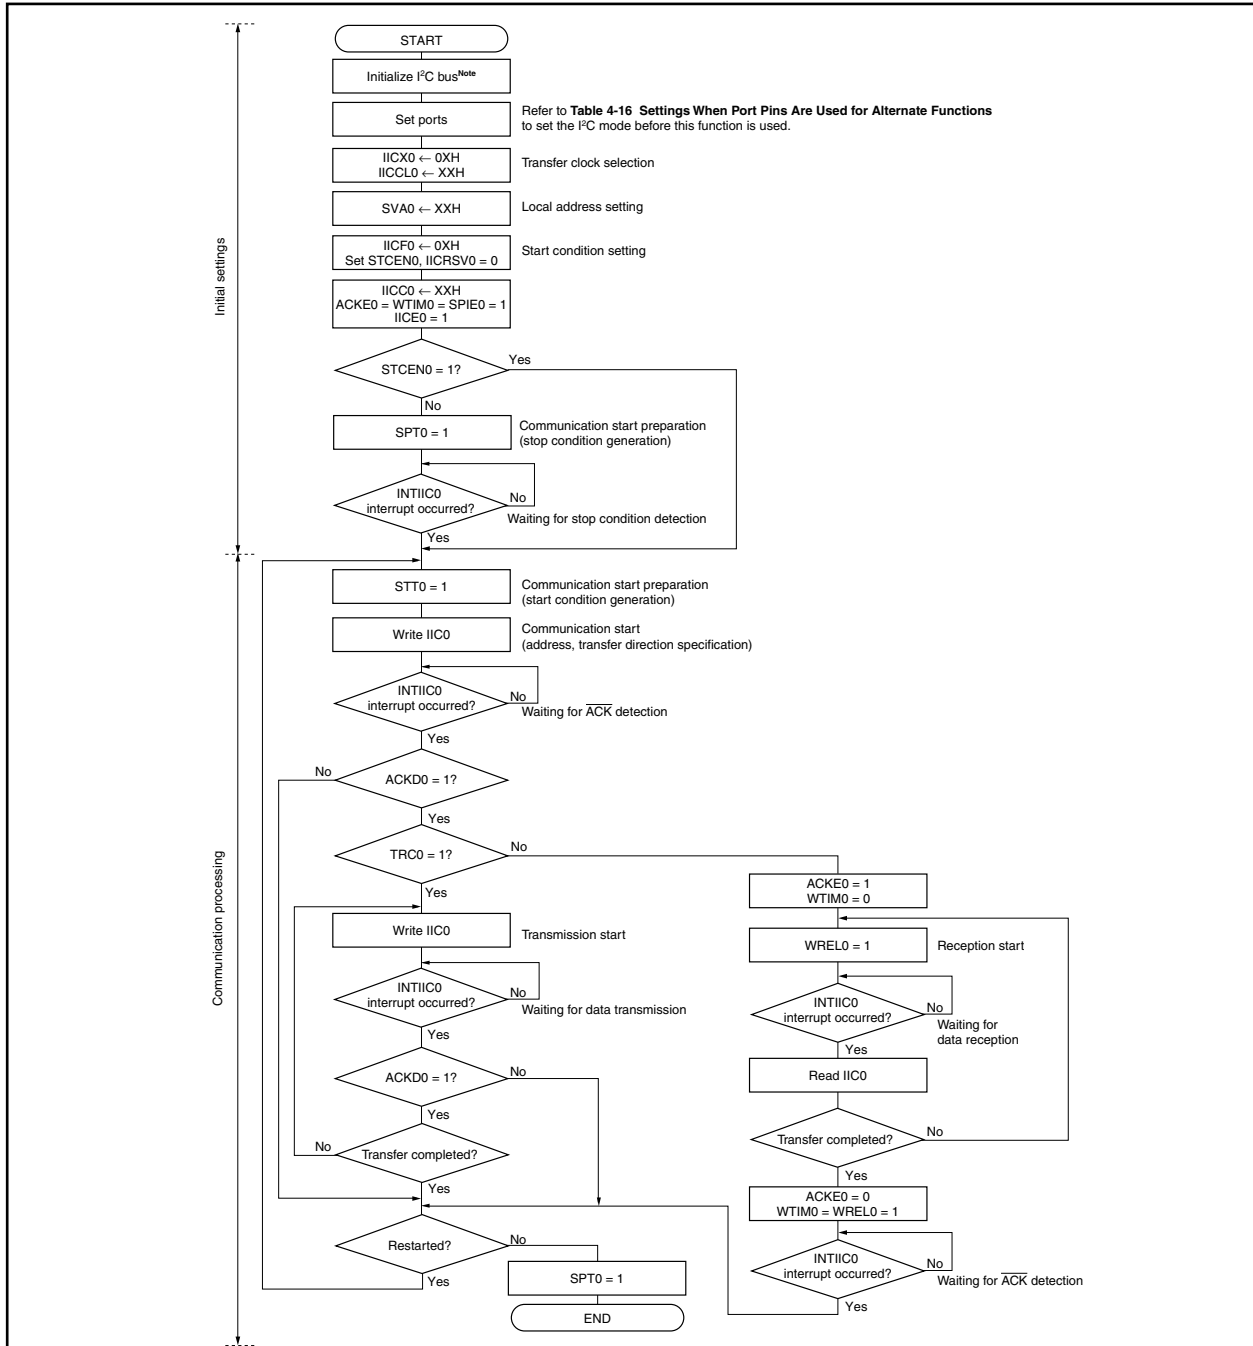 START
Initialize I²C bus^Note
Set ports
Refer to Table 4-16 Settings When Port Pins Are Used for Alternate Functions
to set the I²C mode before this function is used.
IICX0 ← 0XH
IICCL0 ← XXH
Transfer clock selection
SVA0 ← XXH
Local address setting
IICF0 ← 0XH
Set STCEN0, IICRSV0 = 0
Start condition setting
IICC0 ← XXH
ACKE0 = WTIM0 = SPIE0 = 1
IICE0 = 1
Initial settings
STCEN0 = 1?
Yes
No
SPT0 = 1
Communication start preparation
(stop condition generation)
INTIIC0
interrupt occurred?
No
Waiting for stop condition detection
Yes
STT0 = 1
Communication start preparation
(start condition generation)
Write IIC0
Communication start
(address, transfer direction specification)
INTIIC0
interrupt occurred?
No
Waiting for A̅C̅K̅ detection
Yes
No
ACKD0 = 1?
Yes
TRC0 = 1?
No
Yes
Communication processing
Write IIC0
Transmission start
INTIIC0
interrupt occurred?
No
Waiting for data transmission
Yes
ACKD0 = 1?
No
Yes
No
Transfer completed?
Yes
Restarted?
No
Yes
SPT0 = 1
END
ACKE0 = 1
WTIM0 = 0
WREL0 = 1
Reception start
INTIIC0
interrupt occurred?
No
Waiting for
data reception
Yes
Read IIC0
Transfer completed?
No
Yes
ACKE0 = 0
WTIM0 = WREL0 = 1
INTIIC0
interrupt occurred?
No
Waiting for A̅C̅K̅ detection
Yes